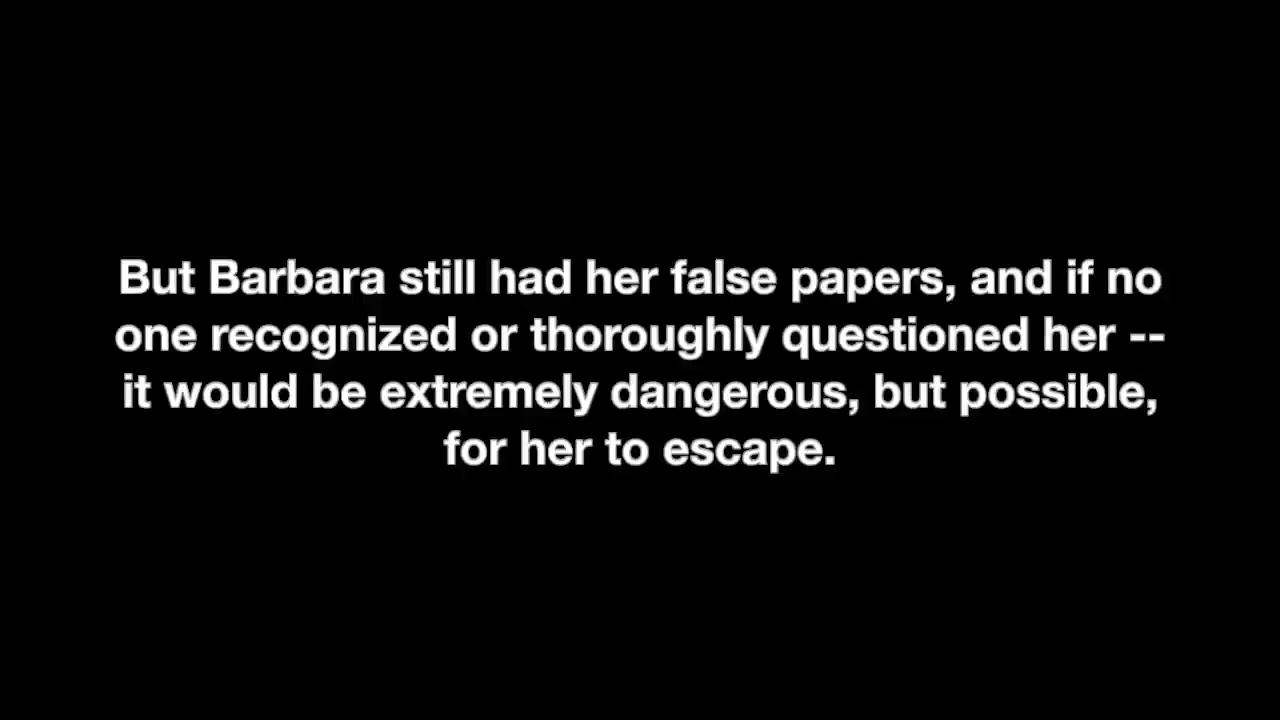 But Barbara still had her false papers, and if no
one recognized or thoroughly questioned her --
it would be extremely dangerous, but possible,
for her to escape.